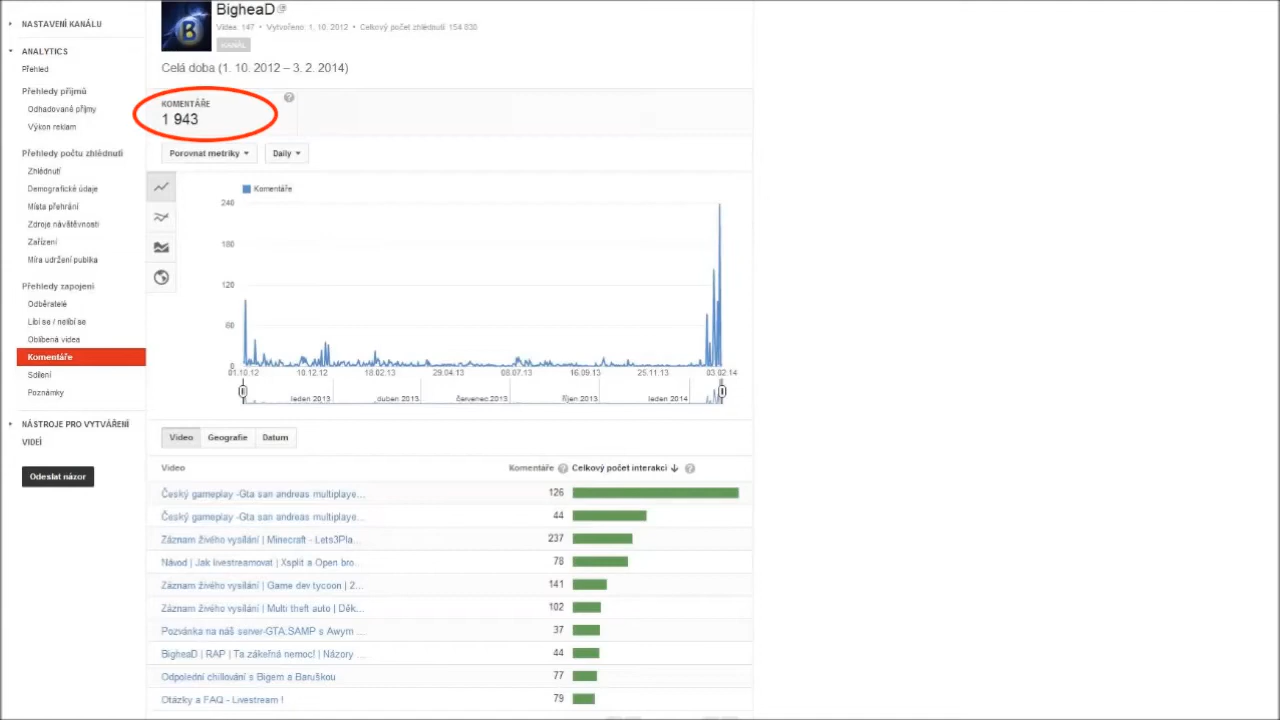 BigheaD
Videa: 147 • Vytvořeno: 1. 10. 2012 • Celkový počet zhlédnutí 154 830
KANÁL
Celá doba (1. 10. 2012 – 3. 2. 2014)
NASTAVENÍ KANÁLU
ANALYTICS
Přehled
Přehledy příjmů
Odhadované příjmy
Výkon reklam
Přehledy počtu zhlédnutí
Zhlédnutí
Demografické údaje
Místa přehrání
Zdroje návštěvnosti
Zařízení
Míra udržení publika
Přehledy zapojení
Odběratelé
Líbí se / nelíbí se
Oblíbená videa
Komentáře
Sdílení
Poznámky
NÁSTROJE PRO VYTVÁŘENÍ
VIDEÍ
Odeslat názor
KOMENTÁŘE
1 943
Porovnat metriky
Daily
Komentáře
240
180
120
60
0
01.10.12 10.12.12 18.02.13 29.04.13 08.07.13 16.09.13 25.11.13 03.02.14
leden 2013 duben 2013 červenec 2013 říjen 2013 leden 2014
Video Geografie Datum
Video Komentáře Celkový počet interakcí
Český gameplay -Gta san andreas multiplaye... 126
Český gameplay -Gta san andreas multiplaye... 44
Záznam živého vysílání | Minecraft - Lets3Pla... 237
Návod | Jak livestreamovat | Xsplit a Open bro... 78
Záznam živého vysílání | Game dev tycoon | 2... 141
Záznam živého vysílání | Multi theft auto | Děk... 102
Pozvánka na náš server-GTA.SAMP s Awym ... 37
BigheaD | RAP | Ta zákeřná nemoc! | Názory ... 44
Odpolední chillování s Bigem a Baruškou 77
Otázky a FAQ - Livestream ! 79